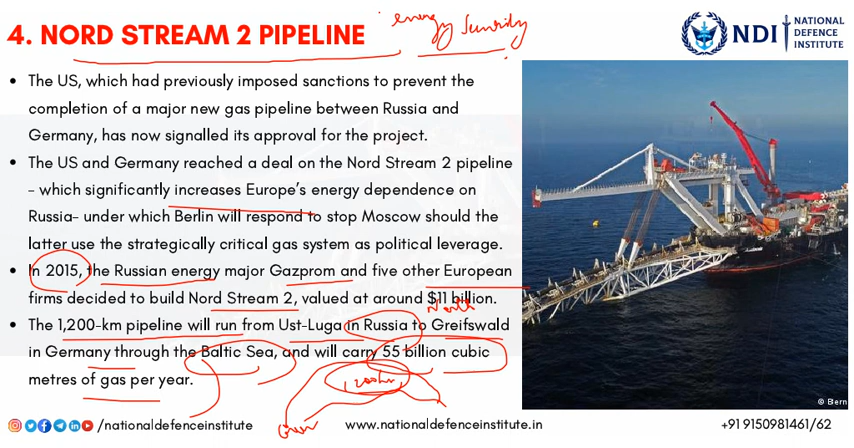 4. NORD STREAM 2 PIPELINE
energy
NDI
NATIONAL
DEFENCE
INSTITUTE
• The US, which had previously imposed sanctions to prevent the
completion of a major new gas pipeline between Russia and
Germany, has now signalled its approval for the project.
• The US and Germany reached a deal on the Nord Stream 2 pipeline
- which significantly increases Europe's energy dependence on
Russia- under which Berlin will respond to stop Moscow should the
latter use the strategically critical gas system as political leverage.
• In 2015, the Russian energy major Gazprom and five other European
firms decided to build Nord Stream 2, valued at around $11 billion.
• The 1,200-km pipeline will run from Ust-Luga in Russia to Greifswald
in Germany through the Baltic Sea, and will carry 55 billion cubic
metres of gas per year.
© Bern
/nationaldefenceinstitute
www.nationaldefenceinstitute.in
+91 9150981461/62